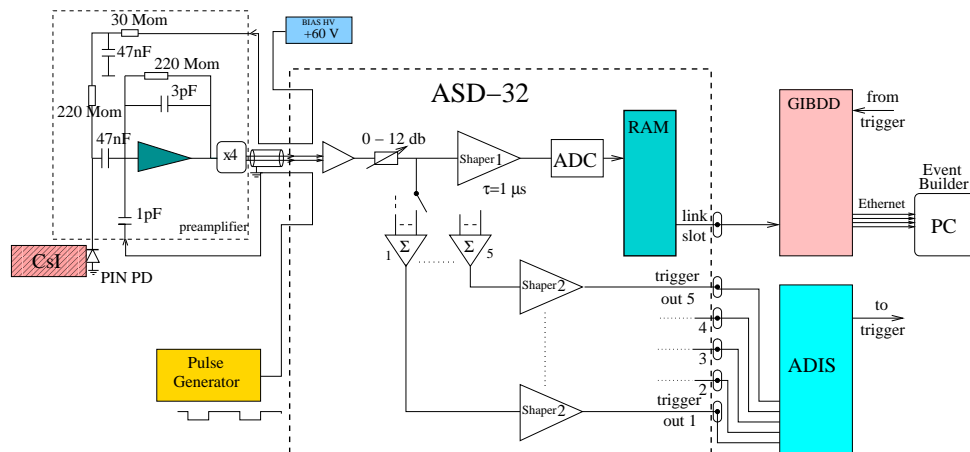 30 Mom
47nF
220 Mom
3pF
220 Mom
47nF
x4
1pF
preamplifier
CsI
PIN PD
BIAS HV
+60 V
Pulse
Generator
ASD−32
0 − 12 db
Shaper1
τ=1 μs
ADC
RAM
link
slot
Σ
1
Σ
5
Shaper2
Shaper2
trigger
out 5
4
3
2
trigger
out 1
GIBDD
from
trigger
Ethernet
Event
Builder
PC
ADIS
to
trigger